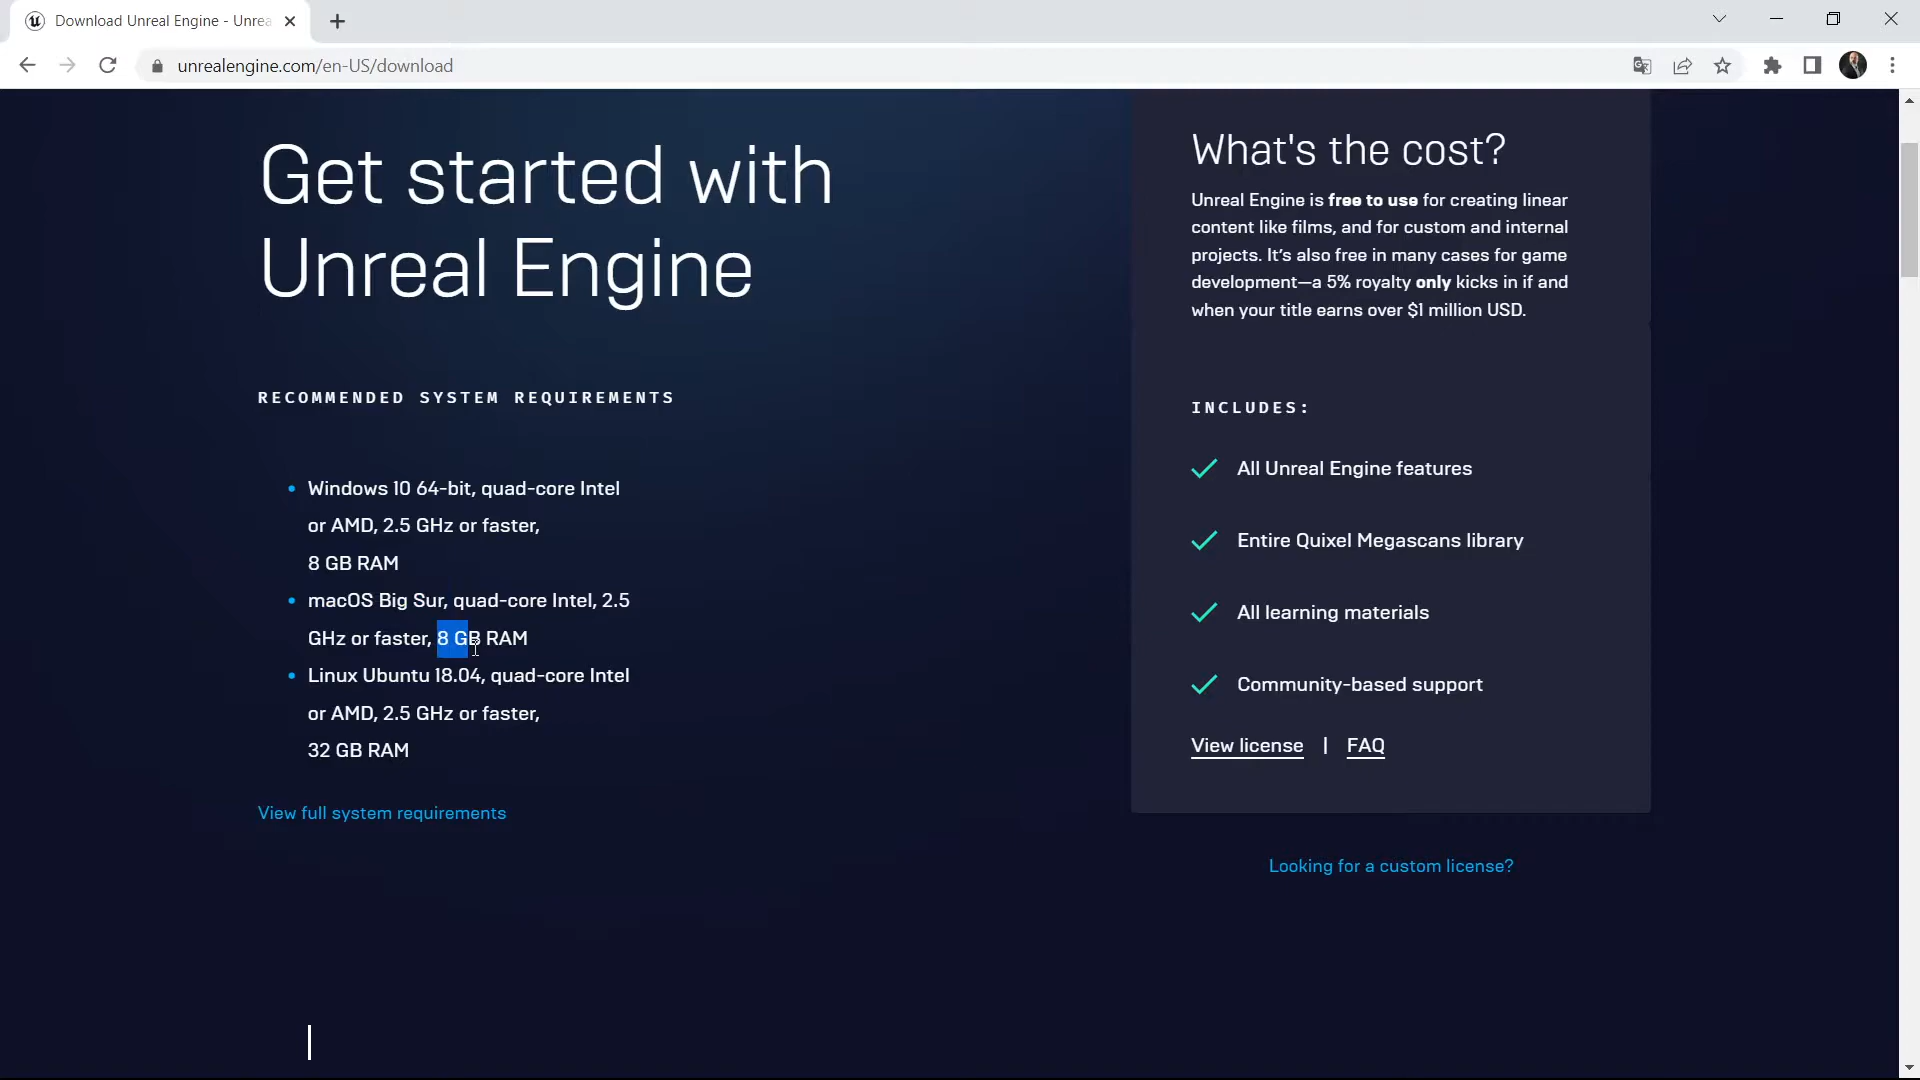 Download Unreal Engine - Unrea
unrealengine.com/en-US/download
Get started with
Unreal Engine
RECOMMENDED SYSTEM REQUIREMENTS
• Windows 10 64-bit, quad-core Intel
or AMD, 2.5 GHz or faster,
8 GB RAM
• macOS Big Sur, quad-core Intel, 2.5
GHz or faster, 8 GB RAM
• Linux Ubuntu 18.04, quad-core Intel
or AMD, 2.5 GHz or faster,
32 GB RAM
View full system requirements
What's the cost?
Unreal Engine is free to use for creating linear
content like films, and for custom and internal
projects. It's also free in many cases for game
development—a 5% royalty only kicks in if and
when your title earns over $1 million USD.
INCLUDES:
All Unreal Engine features
Entire Quixel Megascans library
All learning materials
Community-based support
View license | FAQ
Looking for a custom license?